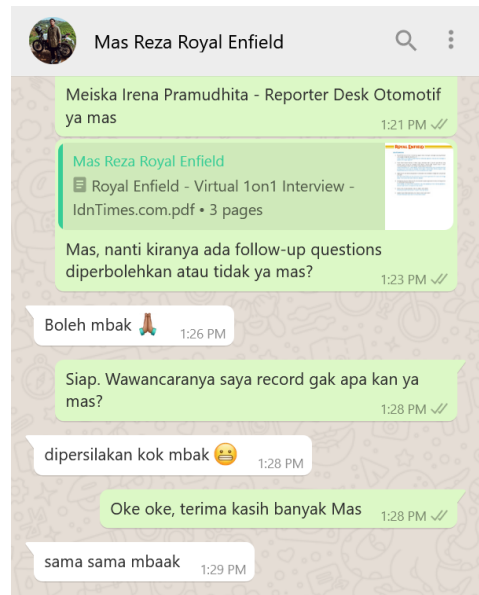 Mas Reza Royal Enfield
Meiska Irena Pramudhita - Reporter Desk Otomotif
ya mas
1:21 PM
Mas Reza Royal Enfield
Royal Enfield - Virtual 1on1 Interview -
IdnTimes.com.pdf • 3 pages
Mas, nanti kiranya ada follow-up questions
diperbolehkan atau tidak ya mas?
1:23 PM
Boleh mbak 🙏🏽
1:26 PM
Siap. Wawancaranya saya record gak apa kan ya
mas?
1:28 PM
dipersilakan kok mbak 😬
1:28 PM
Oke oke, terima kasih banyak Mas
1:28 PM
sama sama mbaak
1:29 PM